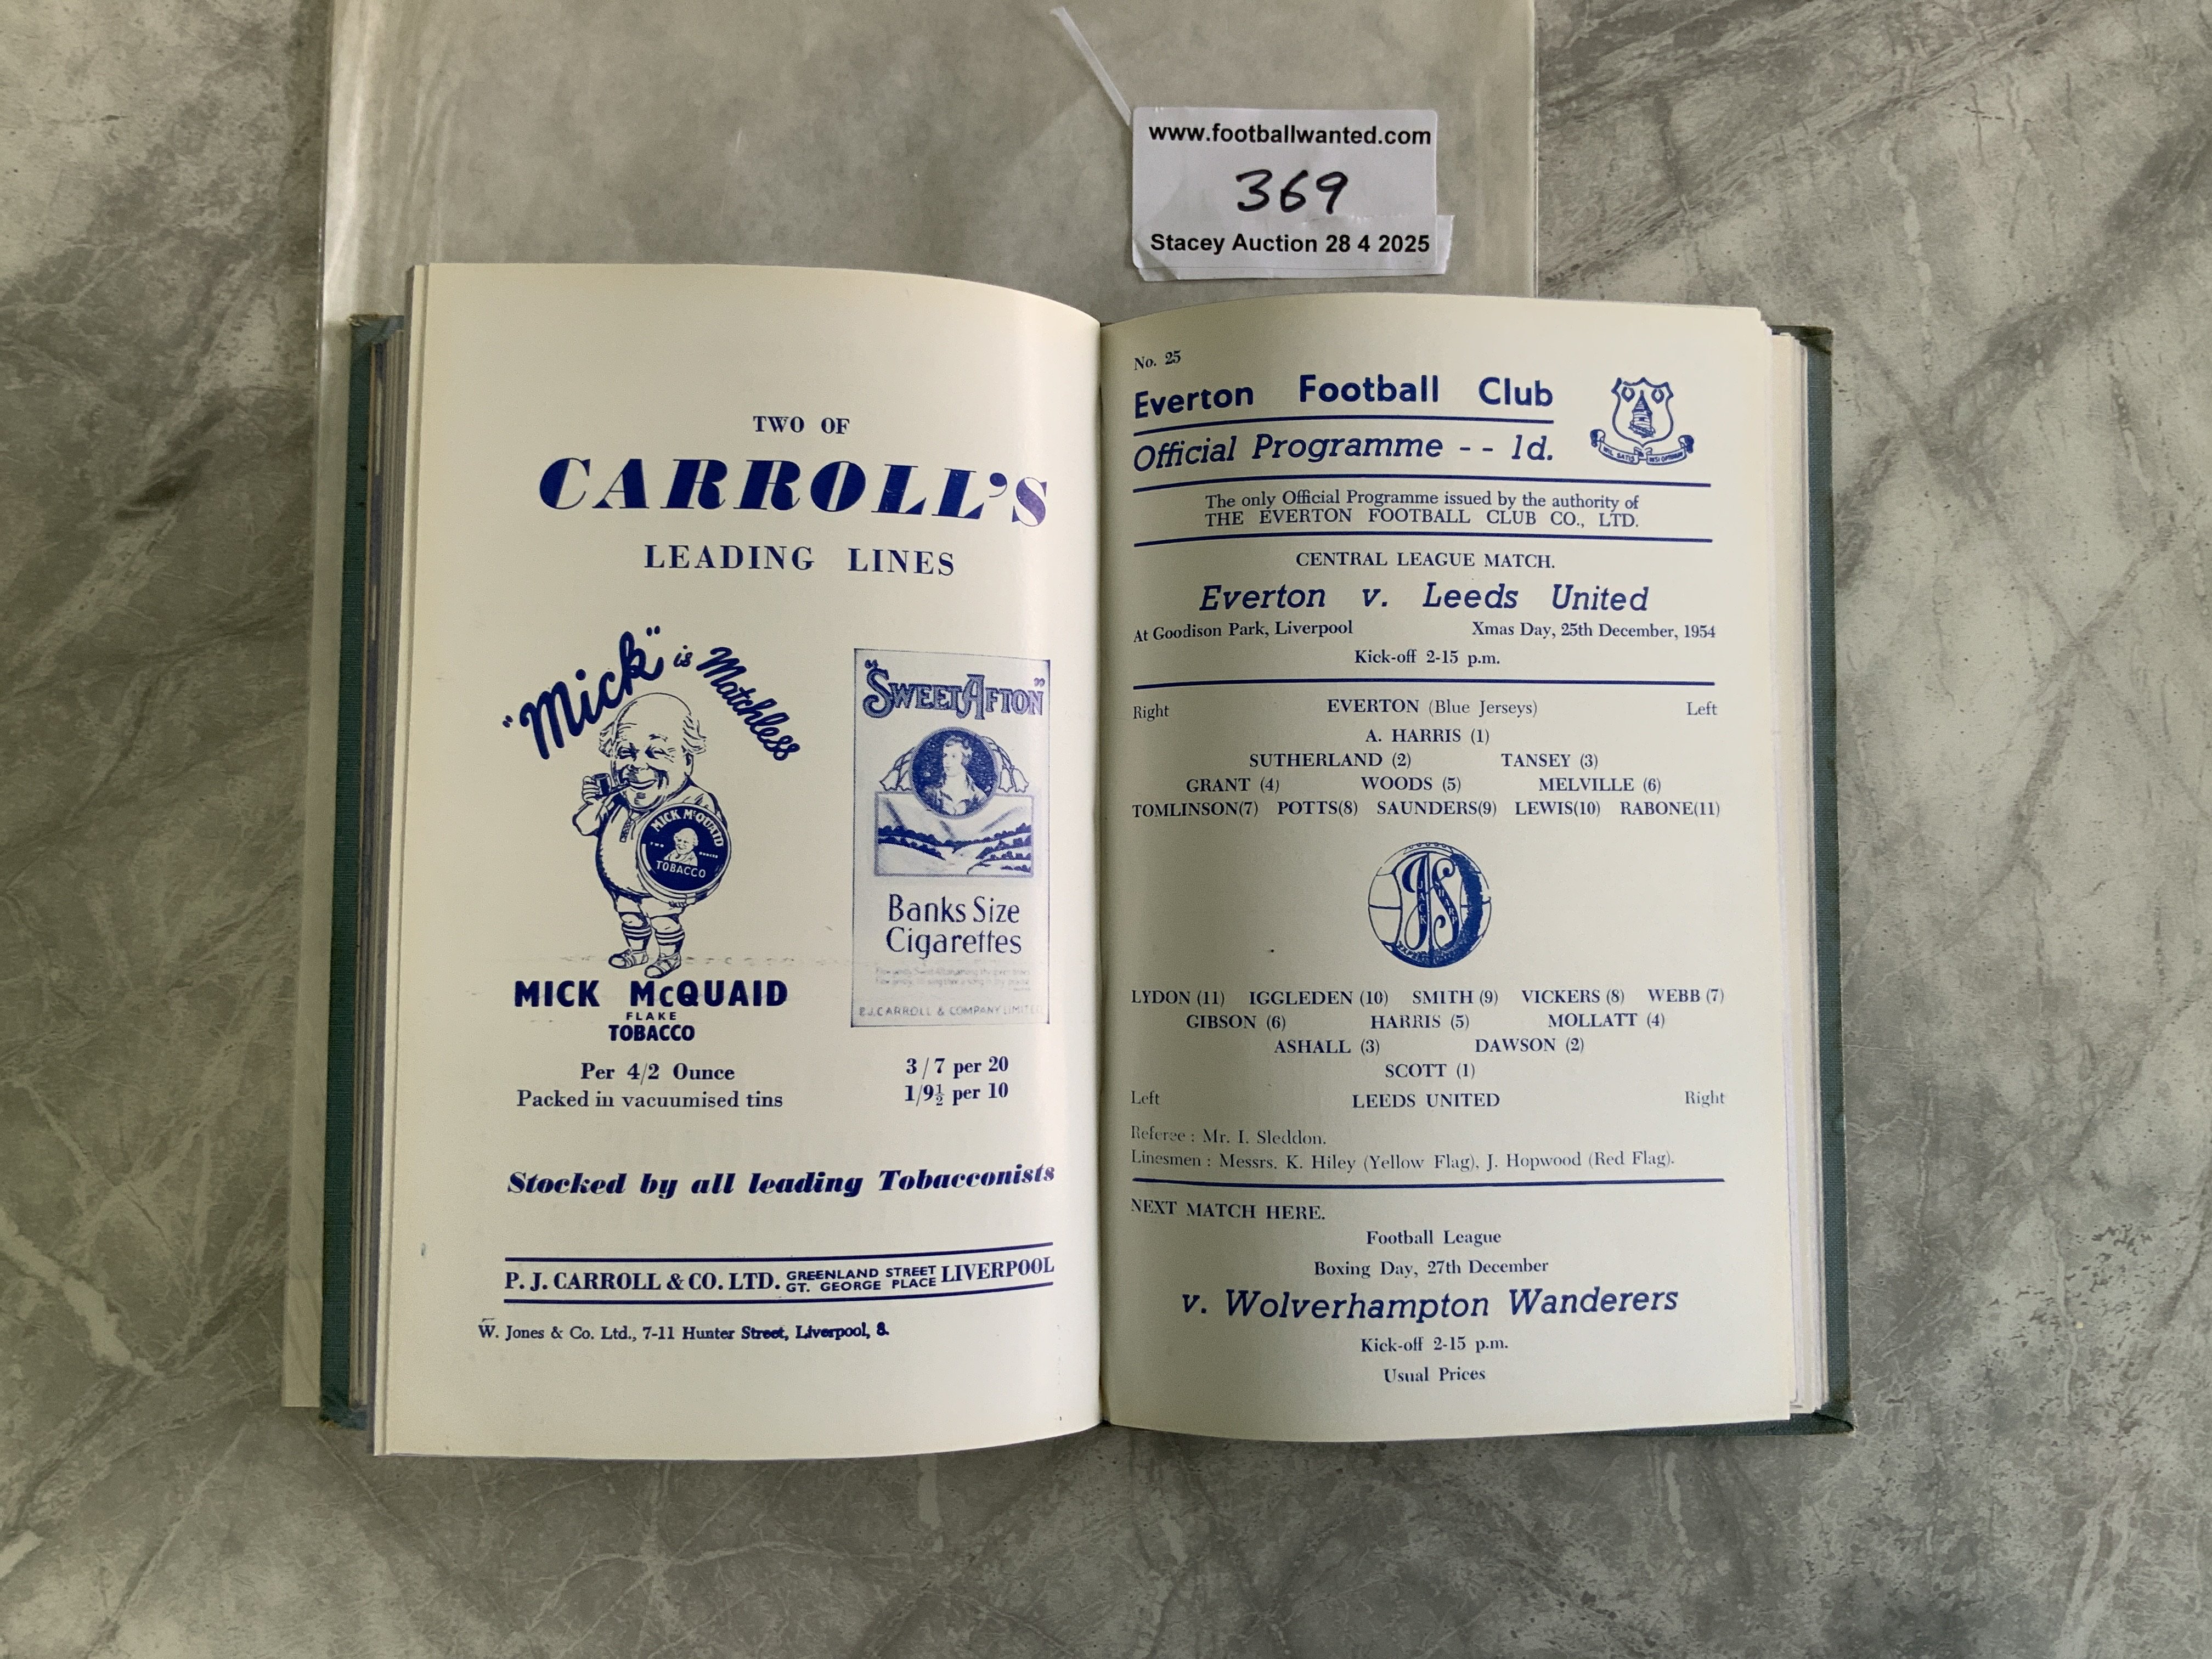 www.footballwanted.com
369
Stacey Auction 28 4 2025
TWO OF
CARROLL'S
LEADING LINES
"Mick" is Matchless
MICK McQUAID
TOBACCO
MICK McQUAID
FLAKE
TOBACCO
Per 4/2 Ounce
Packed in vacuumised tins
"SWEET AFTON"
Banks Size
Cigarettes
P.J.CARROLL & COMPANY LIMITED
3/7 per 20
1/9½ per 10
Stocked by all leading Tobacconists
P. J. CARROLL & CO. LTD. GREENLAND STREET GT. GEORGE PLACE LIVERPOOL
W. Jones & Co. Ltd., 7-11 Hunter Street, Liverpool, 8.
No. 25
Everton Football Club
Official Programme - - 1d.
NIL SATIS NISI OPTIMUM
The only Official Programme issued by the authority of
THE EVERTON FOOTBALL CLUB CO., LTD.
CENTRAL LEAGUE MATCH.
Everton v. Leeds United
At Goodison Park, Liverpool Xmas Day, 25th December, 1954
Kick-off 2-15 p.m.
Right EVERTON (Blue Jerseys) Left
A. HARRIS (1)
SUTHERLAND (2) TANSEY (3)
GRANT (4) WOODS (5) MELVILLE (6)
TOMLINSON(7) POTTS(8) SAUNDERS(9) LEWIS(10) RABONE(11)
JACK SHARP
LYDON (11) IGGLEDEN (10) SMITH (9) VICKERS (8) WEBB (7)
GIBSON (6) HARRIS (5) MOLLATT (4)
ASHALL (3) DAWSON (2)
SCOTT (1)
Left LEEDS UNITED Right
Referee : Mr. I. Sleddon.
Linesmen : Messrs. K. Hiley (Yellow Flag), J. Hopwood (Red Flag).
NEXT MATCH HERE.
Football League
Boxing Day, 27th December
v. Wolverhampton Wanderers
Kick-off 2-15 p.m.
Usual Prices